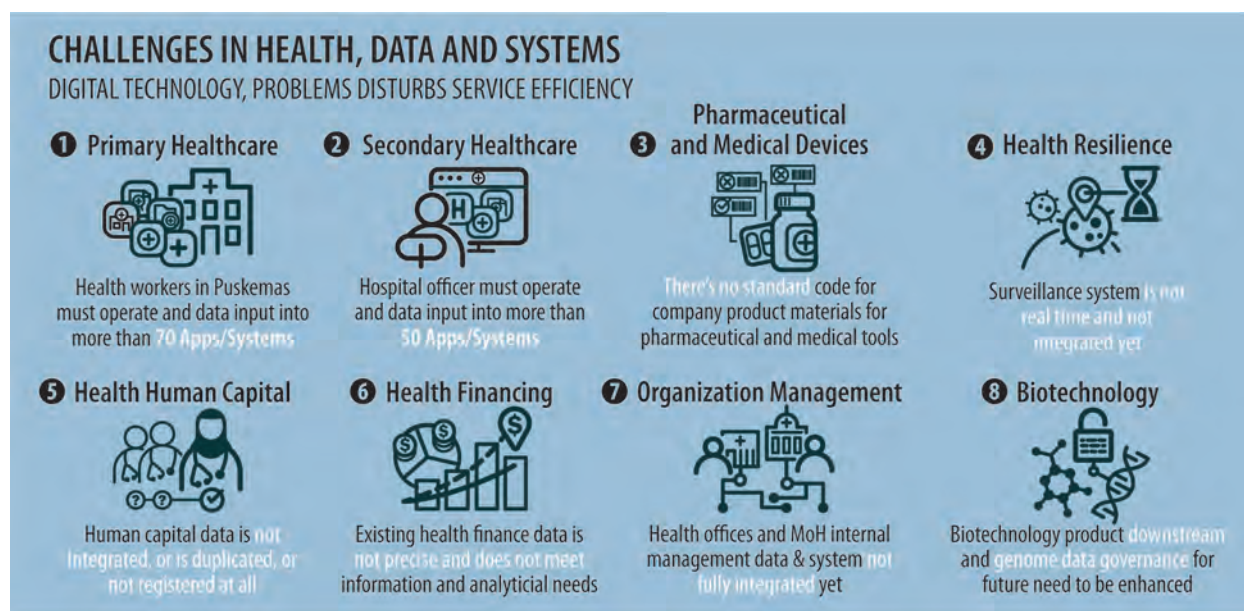 CHALLENGES IN HEALTH, DATA AND SYSTEMS
DIGITAL TECHNOLOGY, PROBLEMS DISTURBS SERVICE EFFICIENCY
1 Primary Healthcare
Health workers in Puskemas
must operate and data input into
more than 70 Apps/Systems
2 Secondary Healthcare
H
Hospital officer must operate
and data input into more than
50 Apps/Systems
3 Pharmaceutical
and Medical Devices
There's no standard code for
company product materials for
pharmaceutical and medical tools
4 Health Resilience
Surveillance system is not
real time and not
integrated yet
5 Health Human Capital
? ?
Human capital data is not
integrated, or is duplicated, or
not registered at all
6 Health Financing
$ $ $
Existing health finance data is
not precise and does not meet
information and analyticial needs
7 Organization Management
Health offices and MoH internal
management data & system not
fully integrated yet
8 Biotechnology
Biotechnology product downstream
and genome data governance for
future need to be enhanced